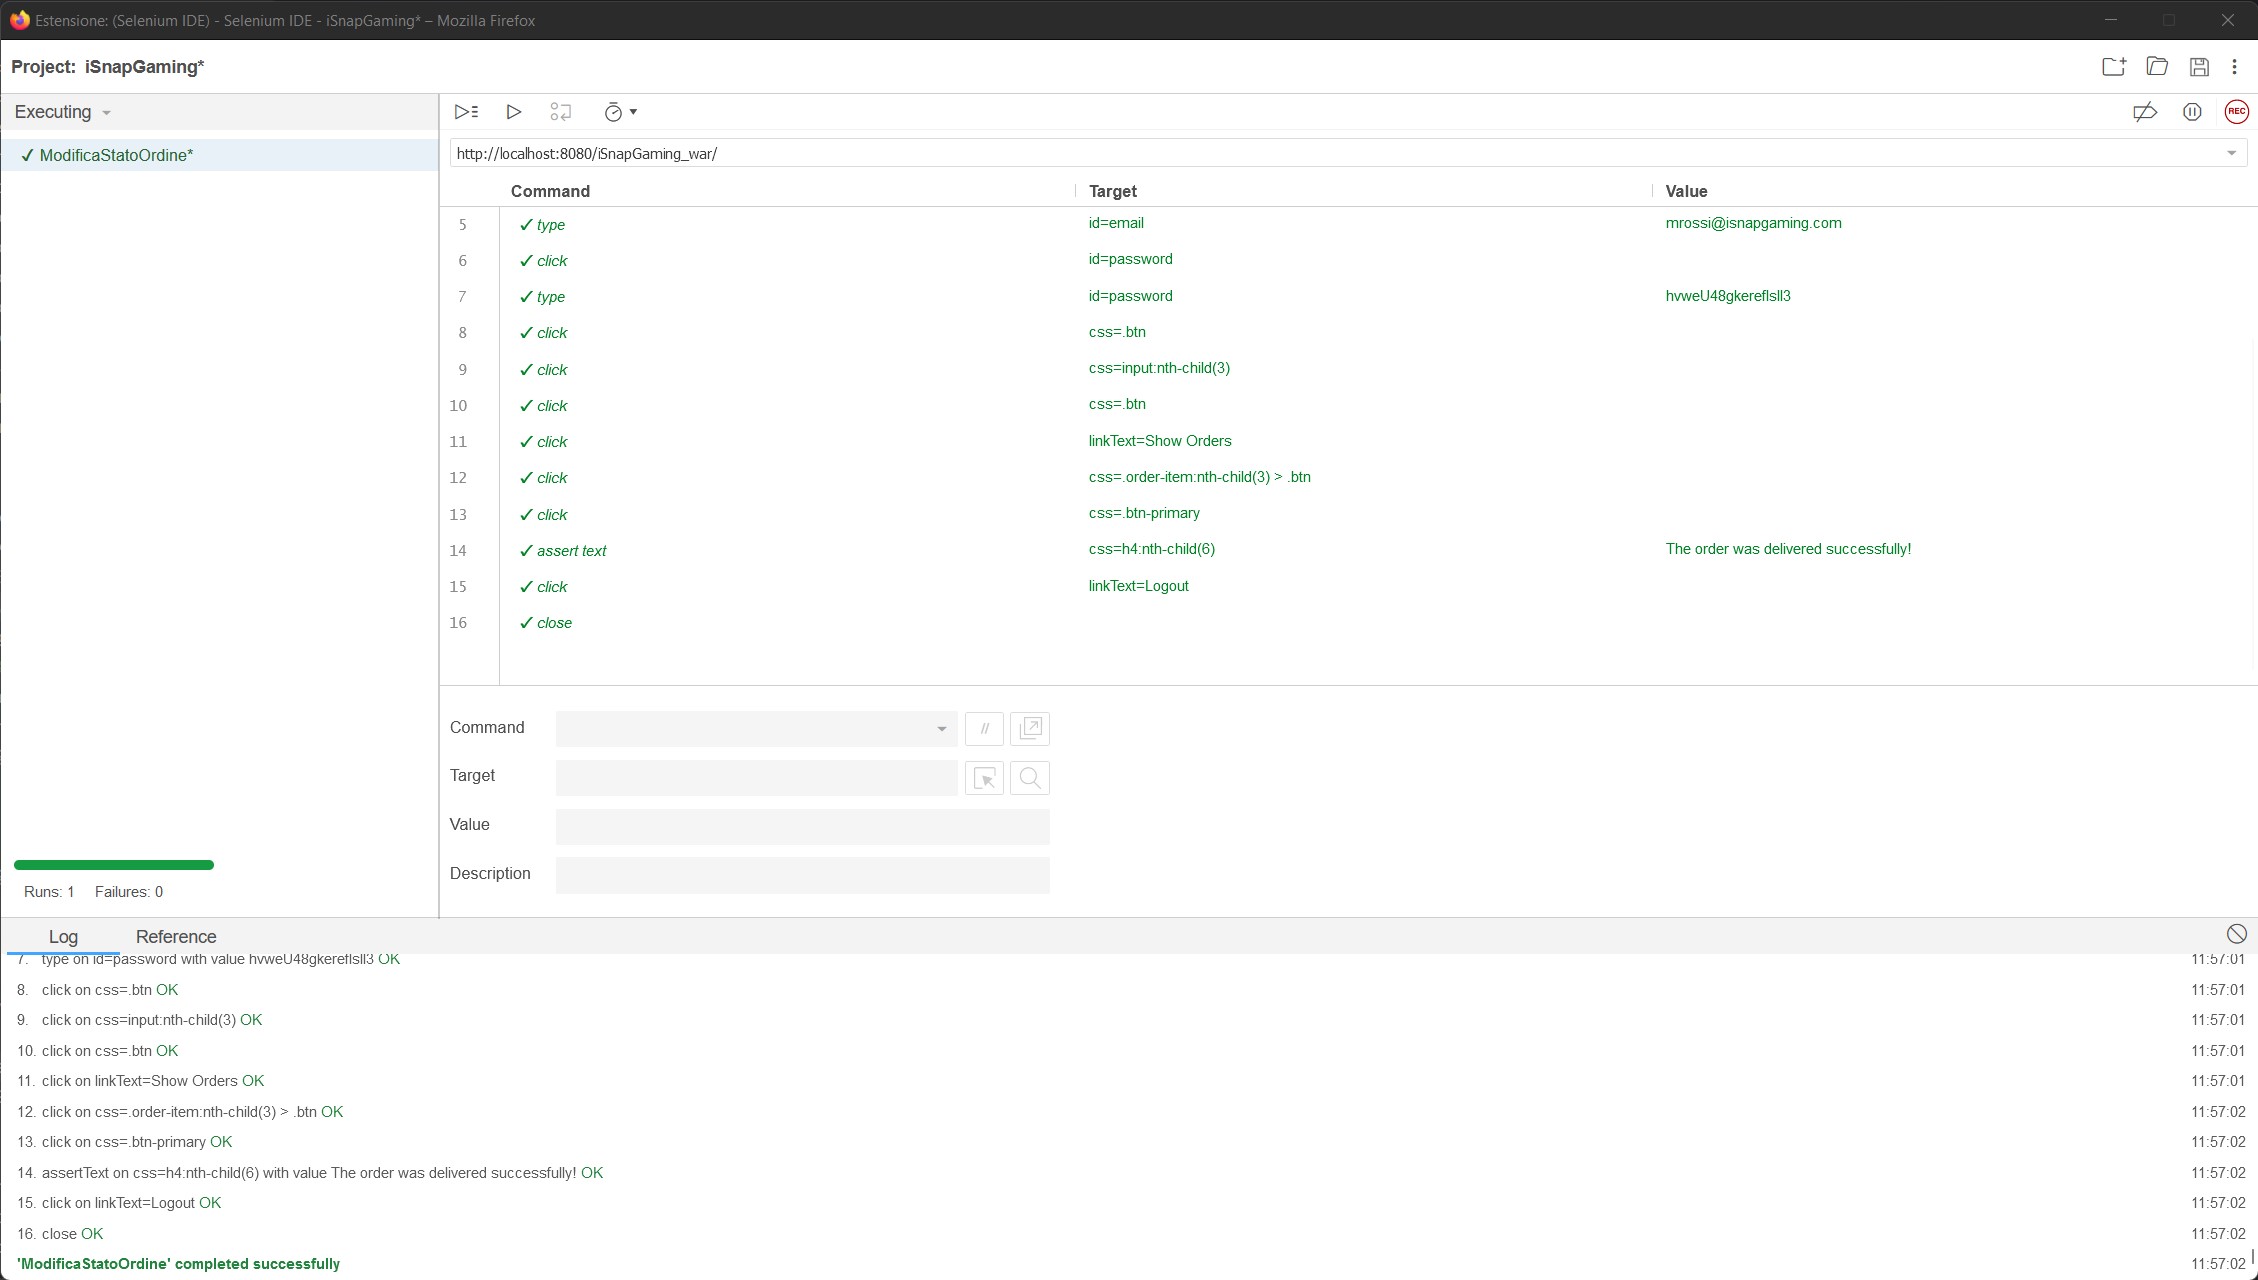 Estensione: (Selenium IDE) - Selenium IDE - iSnapGaming* – Mozilla Firefox
Project: iSnapGaming*
Executing
REC
✓ ModificaStatoOrdine*
http://localhost:8080/iSnapGaming_war/
Command Target Value
5 ✓ type id=email mrossi@isnapgaming.com
6 ✓ click id=password
7 ✓ type id=password hvweU48gkereflsll3
8 ✓ click css=.btn
9 ✓ click css=input:nth-child(3)
10 ✓ click css=.btn
11 ✓ click linkText=Show Orders
12 ✓ click css=.order-item:nth-child(3) > .btn
13 ✓ click css=.btn-primary
14 ✓ assert text css=h4:nth-child(6) The order was delivered successfully!
15 ✓ click linkText=Logout
16 ✓ close
Command //
Target
Value
Description
Runs: 1 Failures: 0
Log Reference
7. type on id=password with value hvweU48gkereflsll3 OK 11:57:01
8. click on css=.btn OK 11:57:01
9. click on css=input:nth-child(3) OK 11:57:01
10. click on css=.btn OK 11:57:01
11. click on linkText=Show Orders OK 11:57:01
12. click on css=.order-item:nth-child(3) > .btn OK 11:57:02
13. click on css=.btn-primary OK 11:57:02
14. assertText on css=h4:nth-child(6) with value The order was delivered successfully! OK 11:57:02
15. click on linkText=Logout OK 11:57:02
16. close OK 11:57:02
'ModificaStatoOrdine' completed successfully 11:57:02